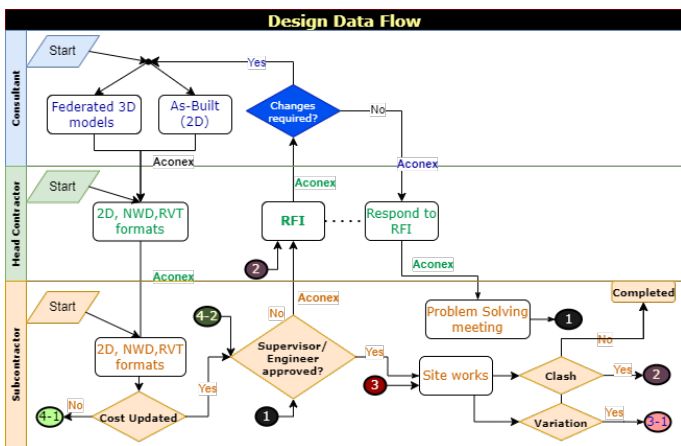 Design Data Flow
Consultant
Start
Yes
Federated 3D
models
As-Built
(2D)
Changes
required?
No
Aconex
Aconex
Head Contractor
Start
Aconex
2D, NWD,RVT
formats
RFI
Respond to
RFI
2
Aconex
Aconex
Subcontractor
Start
No
Aconex
Completed
4-2
Problem Solving
meeting
1
No
2D, NWD,RVT
formats
Supervisor/
Engineer
approved?
Yes
Yes
3
Site works
Clash
Yes
2
No
4-1
Cost Updated
1
Variation
Yes
3-1